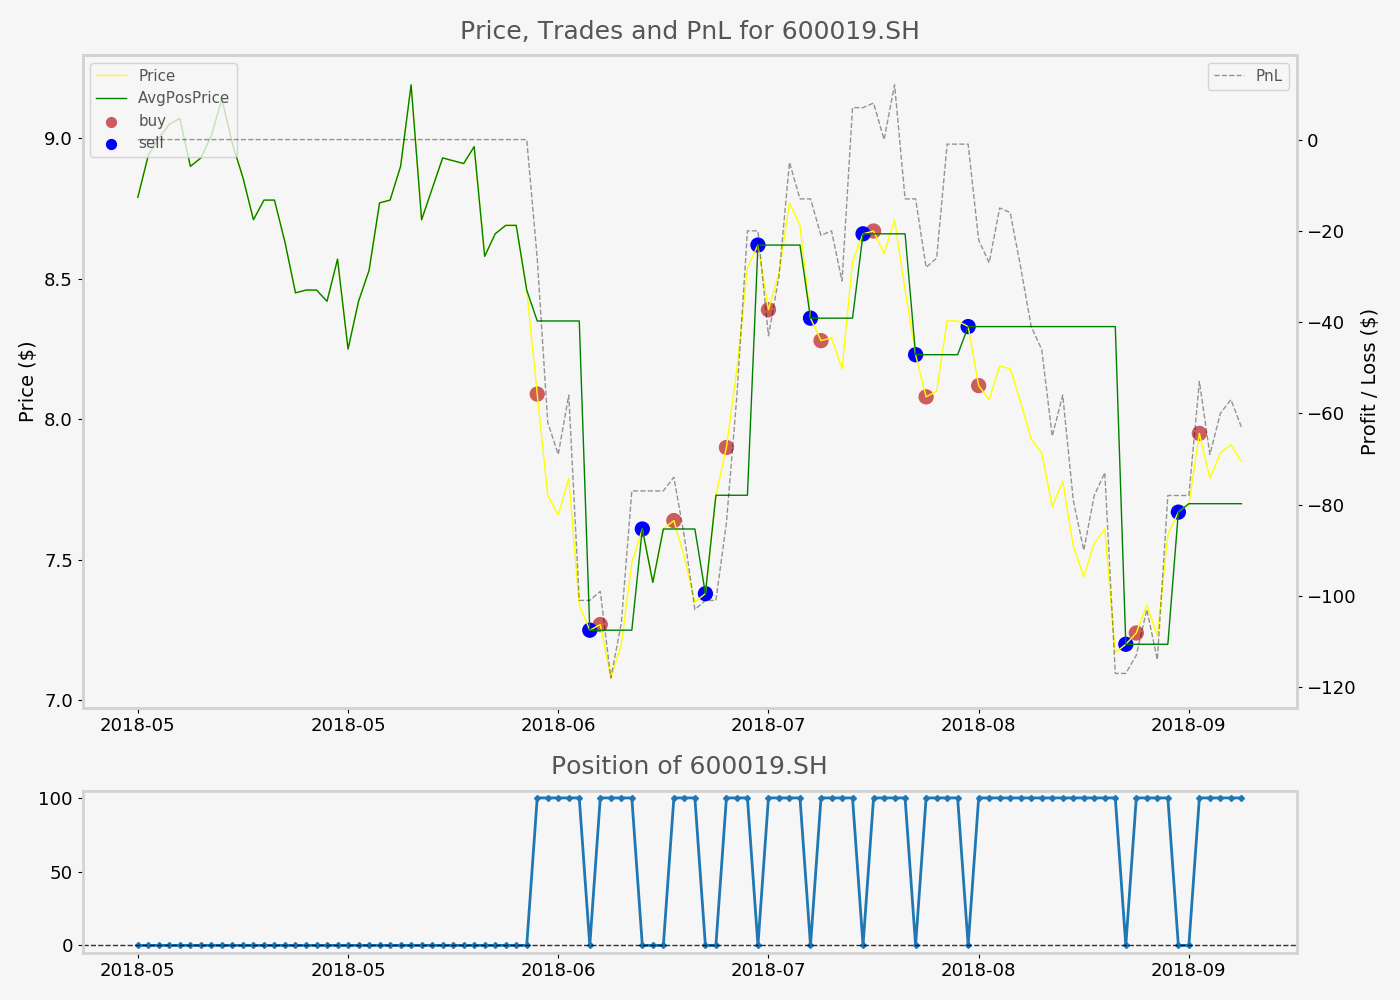 Price, Trades and PnL for 600019.SH
Price
AvgPosPrice
buy
sell
PnL
9.0
8.5
8.0
7.5
7.0
Price ($)
0
−20
−40
−60
−80
−100
−120
Profit / Loss ($)
2018-05 2018-05 2018-06 2018-07 2018-08 2018-09
Position of 600019.SH
100
50
0
2018-05 2018-05 2018-06 2018-07 2018-08 2018-09